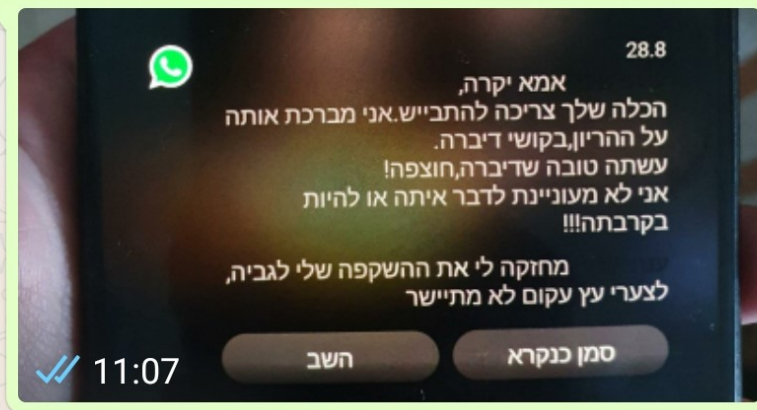 28.8
אמא יקרה,
הכלה שלך צריכה להתבייש.אני מברכת אותה
על ההריון,בקושי דיברה.
עשתה טובה שדיברה,חוצפה!
אני לא מעוניינת לדבר איתה או להיות
בקרבתה!!!
מחזקה לי את ההשקפה שלי לגביה,
לצערי עץ עקום לא מתיישר
סמן כנקרא
השב
11:07